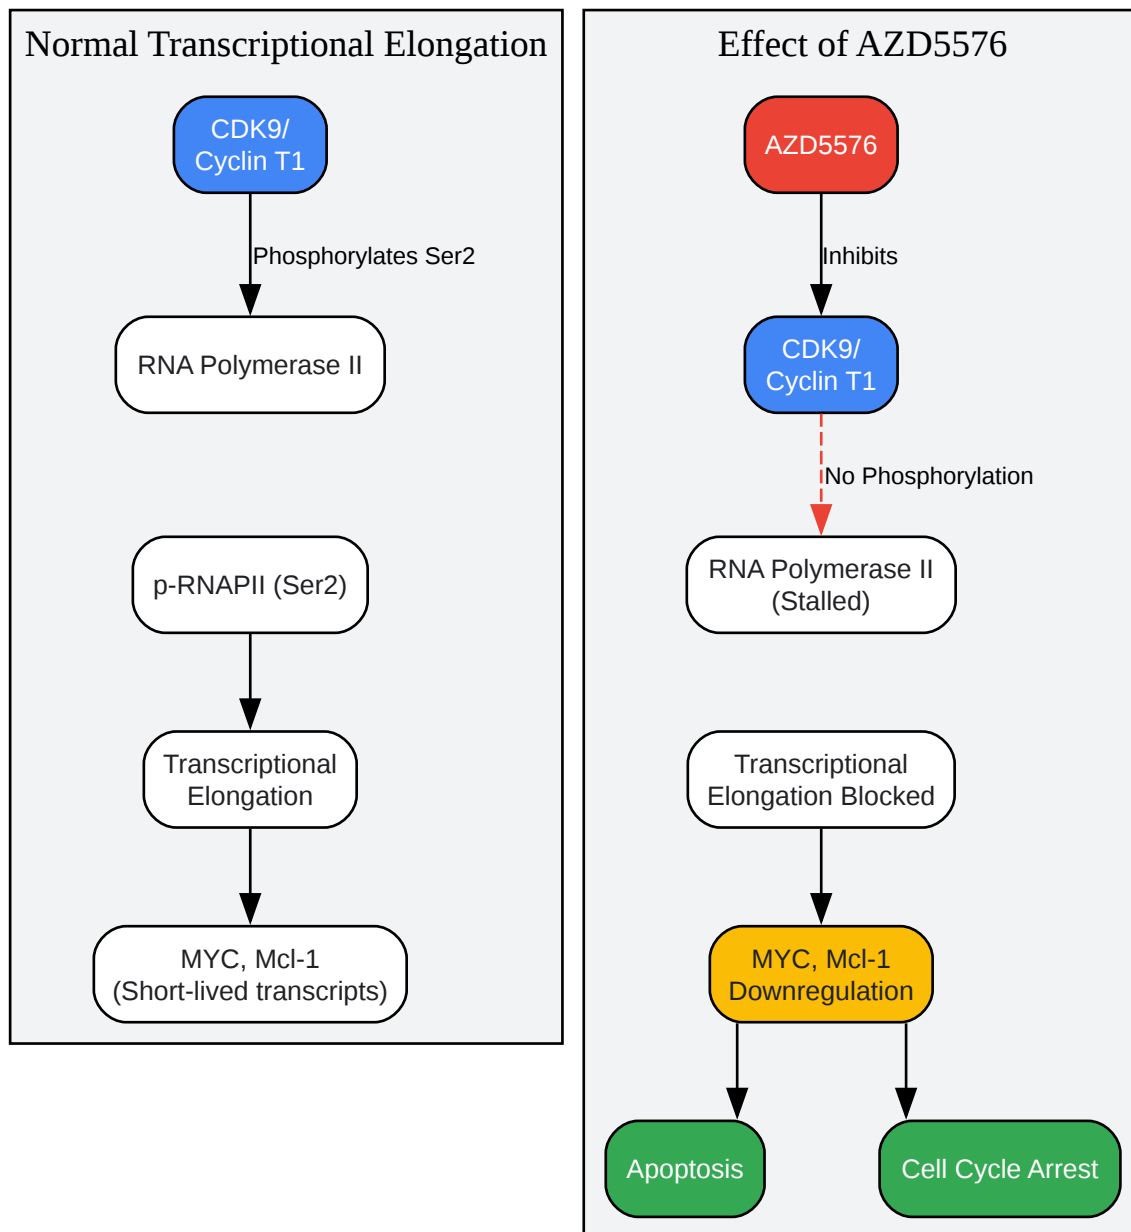 Normal Transcriptional Elongation
CDK9/
Cyclin T1
Phosphorylates Ser2
RNA Polymerase II
p-RNAPII (Ser2)
Transcriptional
Elongation
MYC, Mcl-1
(Short-lived transcripts)
Effect of AZD5576
AZD5576
Inhibits
CDK9/
Cyclin T1
No Phosphorylation
RNA Polymerase II
(Stalled)
Transcriptional
Elongation Blocked
MYC, Mcl-1
Downregulation
Apoptosis
Cell Cycle Arrest